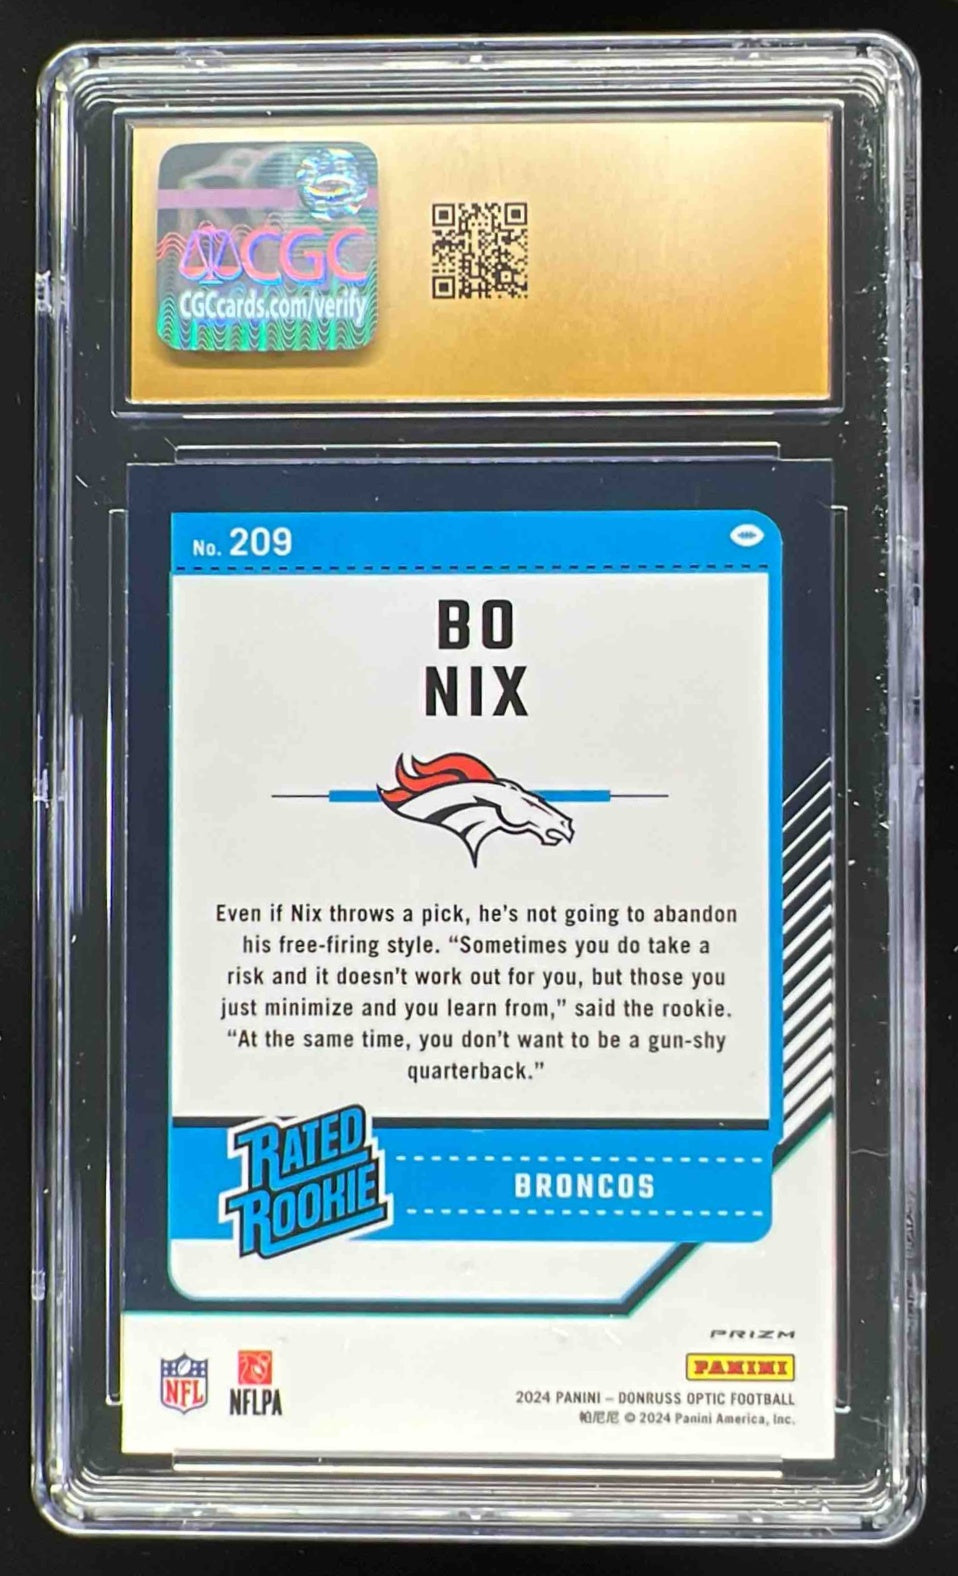 CGC
CGCcards.com/verify
No. 209
BO
NIX
Even if Nix throws a pick, he's not going to abandon
his free-firing style. “Sometimes you do take a
risk and it doesn't work out for you, but those you
just minimize and you learn from,” said the rookie.
“At the same time, you don't want to be a gun-shy
quarterback.”
RATED
ROOKIE
BRONCOS
PRIZM
PANINI
NFL
NFLPA
2024 PANINI – DONRUSS OPTIC FOOTBALL
帕尼尼 © 2024 Panini America, Inc.